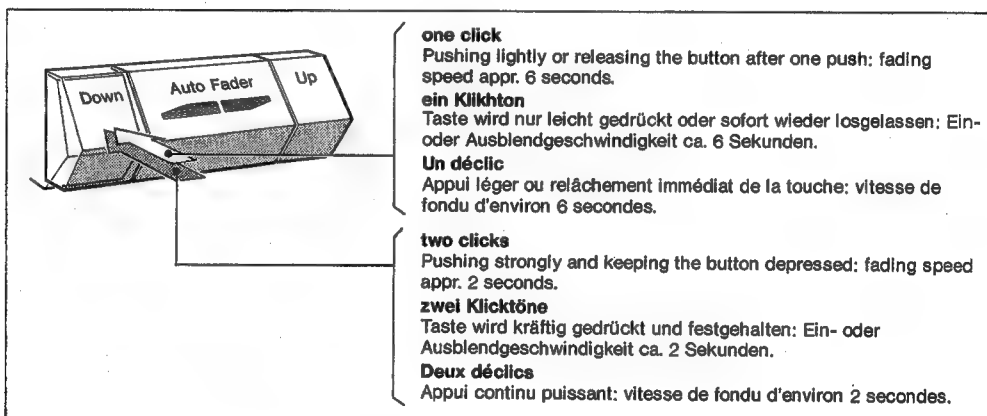 Down
Auto Fader
Up
one click
Pushing lightly or releasing the button after one push: fading
speed appr. 6 seconds.
ein Klikhton
Taste wird nur leicht gedrückt oder sofort wieder losgelassen: Ein-
oder Ausblendgeschwindigkeit ca. 6 Sekunden.
Un déclic
Appui léger ou relâchement immédiat de la touche: vitesse de
fondu d'environ 6 secondes.
two clicks
Pushing strongly and keeping the button depressed: fading speed
appr. 2 seconds.
zwei Klicktöne
Taste wird kräftig gedrückt und festgehalten: Ein- oder
Ausblendgeschwindigkeit ca. 2 Sekunden.
Deux déclics
Appui continu puissant: vitesse de fondu d'environ 2 secondes.